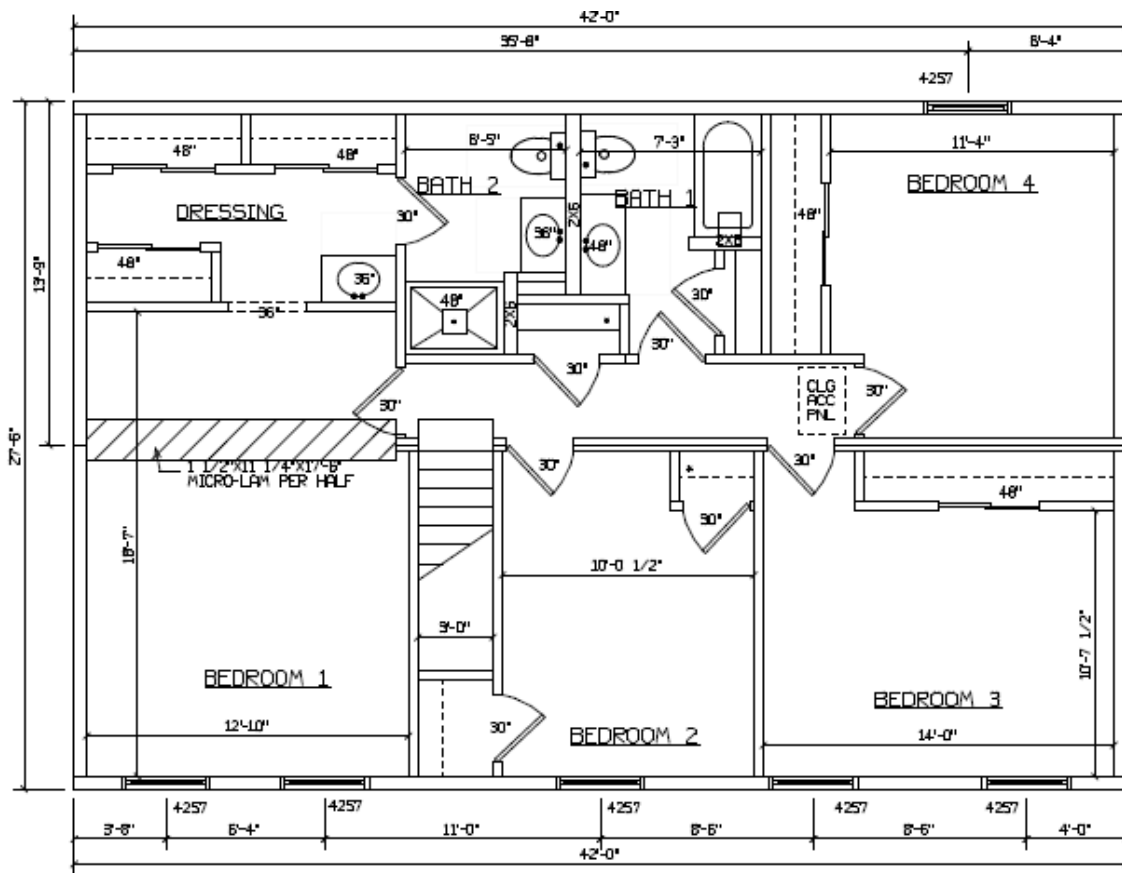 42'-0"
35'-8" 6'-4"
4257
48" 48" 6'-5" 7'-3" 11'-4"
BATH 2 BATH 1 BEDROOM 4
DRESSING 30" 2X6 48"
36" 48" 2X6
48" 36"
13'-9"
36" 48" 2X6 30"
30" 30"
30" CLG 30"
ACC
PNL
27'-6"
1 1/2"X11 1/4"X17'-6"
MICRO-LAM PER HALF
30" 30"
48"
30"
18'-7"
10'-0 1/2"
3'-0"
10'-7 1/2"
BEDROOM 1
BEDROOM 3
12'-10" 30" BEDROOM 2 14'-0"
4257 4257 4257 4257 4257
3'-8" 6'-4" 11'-0" 8'-6" 8'-6" 4'-0"
42'-0"